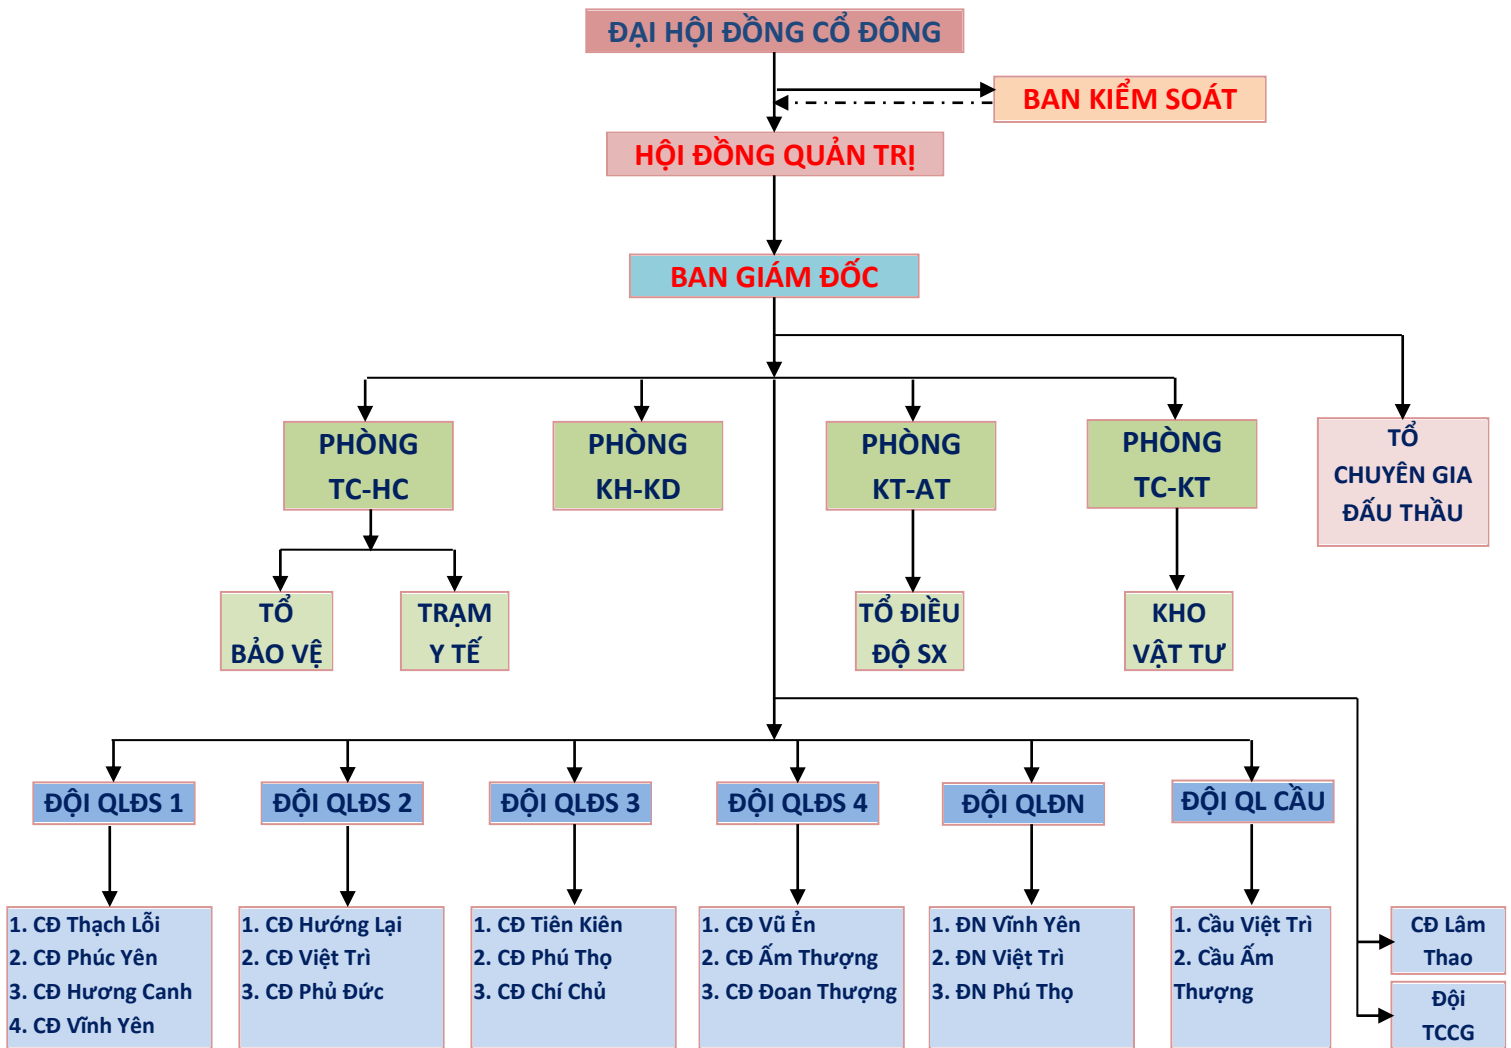 ĐẠI HỘI ĐỒNG CỔ ĐÔNG
BAN KIỂM SOÁT
HỘI ĐỒNG QUẢN TRỊ
BAN GIÁM ĐỐC
PHÒNG
TC-HC
PHÒNG
KH-KD
PHÒNG
KT-AT
PHÒNG
TC-KT
TỔ
CHUYÊN GIA
ĐẤU THẦU
TỔ
BẢO VỆ
TRẠM
Y TẾ
TỔ ĐIỀU
ĐỘ SX
KHO
VẬT TƯ
ĐỘI QLĐS 1
ĐỘI QLĐS 2
ĐỘI QLĐS 3
ĐỘI QLĐS 4
ĐỘI QLĐN
ĐỘI QL CẦU
1. CĐ Thạch Lỗi
2. CĐ Phúc Yên
3. CĐ Hương Canh
4. CĐ Vĩnh Yên
1. CĐ Hướng Lại
2. CĐ Việt Trì
3. CĐ Phủ Đức
1. CĐ Tiên Kiên
2. CĐ Phú Thọ
3. CĐ Chí Chủ
1. CĐ Vũ Ẻn
2. CĐ Ấm Thượng
3. CĐ Đoan Thượng
1. ĐN Vĩnh Yên
2. ĐN Việt Trì
3. ĐN Phú Thọ
1. Cầu Việt Trì
2. Cầu Ấm
Thượng
CĐ Lâm
Thao
Đội
TCCG